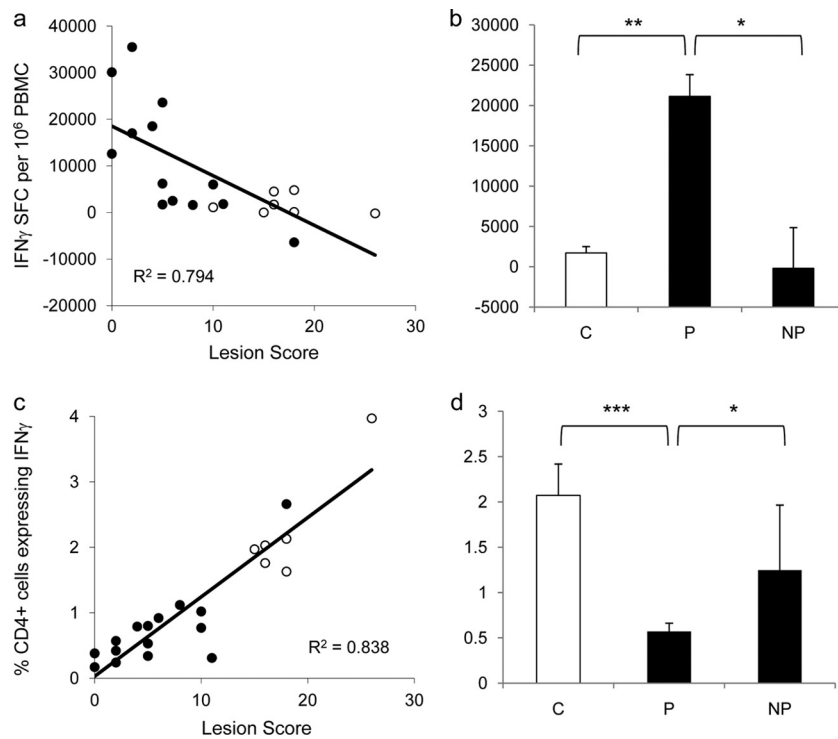 a
IFNγ SFC per 10⁶ PBMC
40000
30000
20000
10000
0
-10000
-20000
R² = 0.794
0 10 20 30
Lesion Score
b
30000
25000
20000
15000
10000
5000
0
-5000
** *
C P NP
c
% CD4+ cells expressing IFNγ
4
3
2
1
0
R² = 0.838
0 10 20 30
Lesion Score
d
3
2.5
2
1.5
1
0.5
0
*** *
C P NP